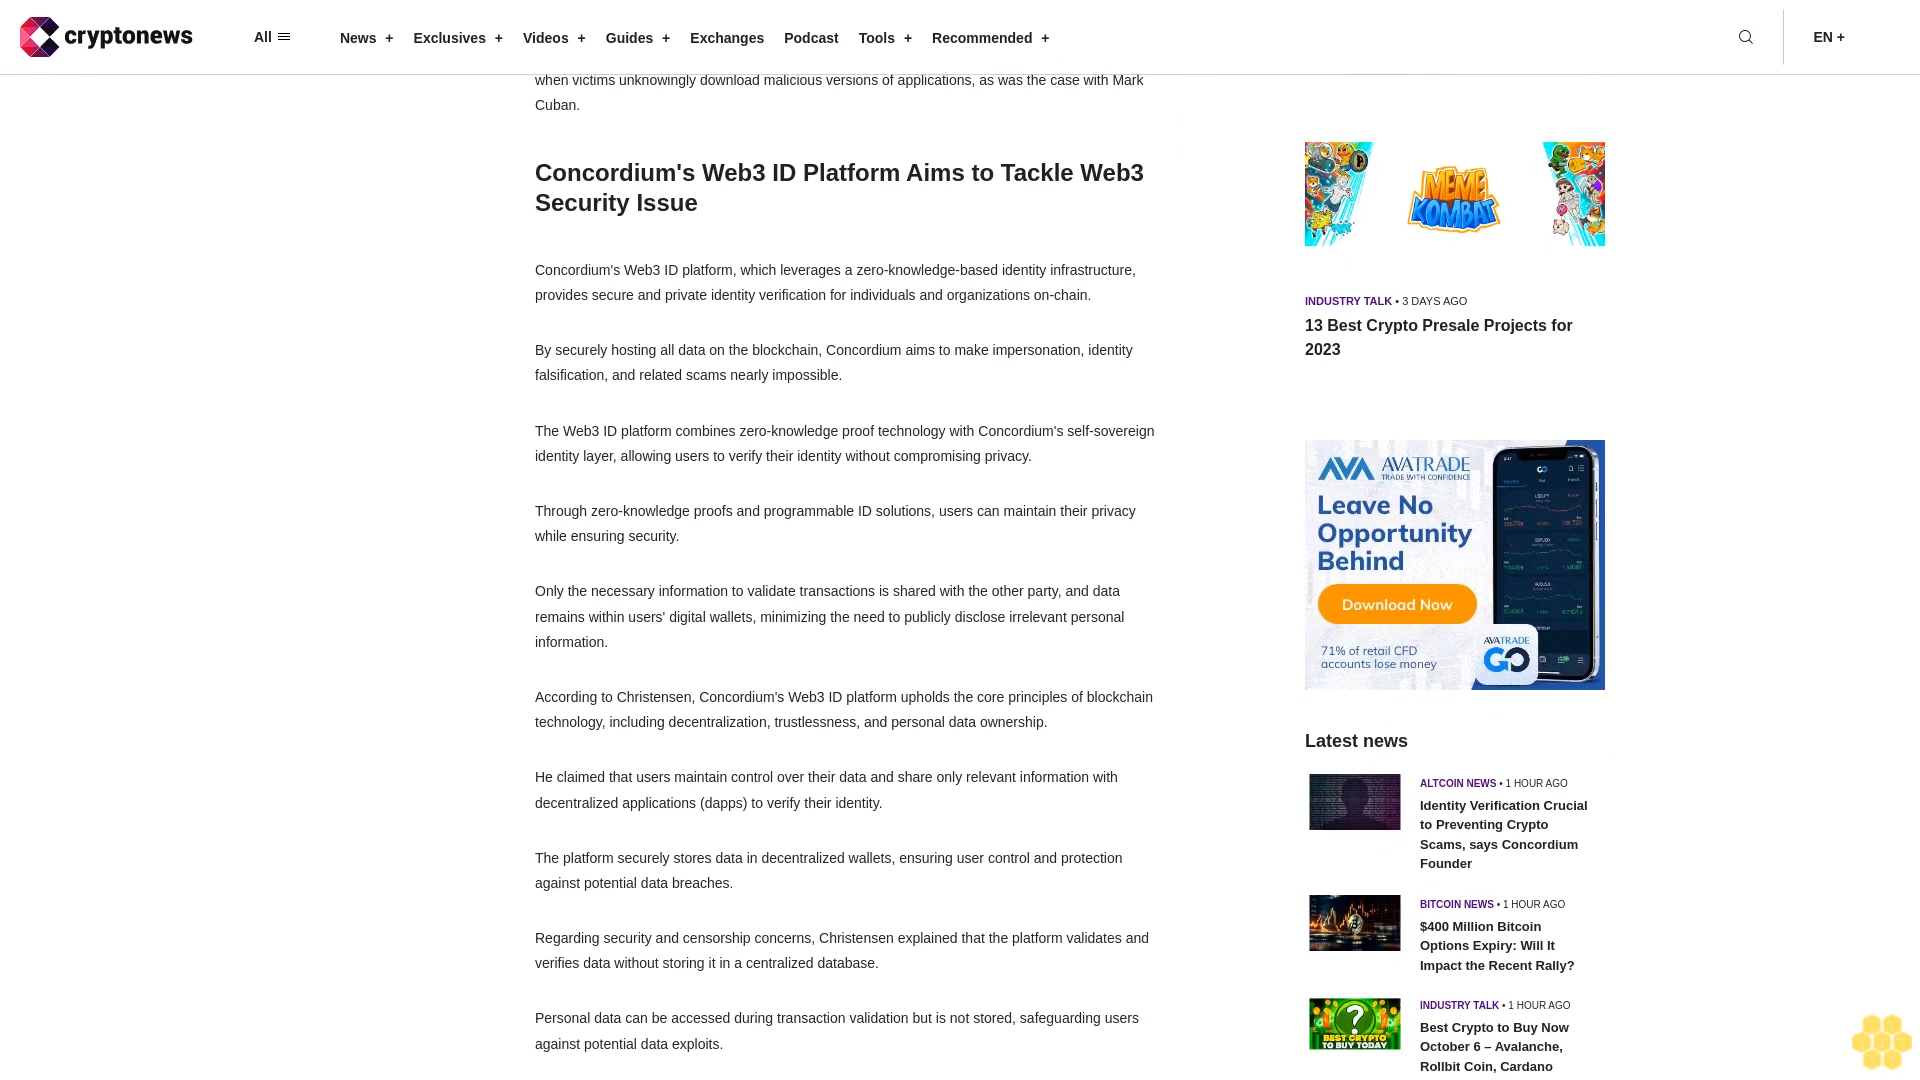 cryptonews
All
News +
Exclusives +
Videos +
Guides +
Exchanges
Podcast
Tools +
Recommended +
EN +
when victims unknowingly download malicious versions of applications, as was the case with Mark
Cuban.
Concordium's Web3 ID Platform Aims to Tackle Web3
Security Issue
Concordium's Web3 ID platform, which leverages a zero-knowledge-based identity infrastructure,
provides secure and private identity verification for individuals and organizations on-chain.
By securely hosting all data on the blockchain, Concordium aims to make impersonation, identity
falsification, and related scams nearly impossible.
The Web3 ID platform combines zero-knowledge proof technology with Concordium's self-sovereign
identity layer, allowing users to verify their identity without compromising privacy.
Through zero-knowledge proofs and programmable ID solutions, users can maintain their privacy
while ensuring security.
Only the necessary information to validate transactions is shared with the other party, and data
remains within users' digital wallets, minimizing the need to publicly disclose irrelevant personal
information.
According to Christensen, Concordium's Web3 ID platform upholds the core principles of blockchain
technology, including decentralization, trustlessness, and personal data ownership.
He claimed that users maintain control over their data and share only relevant information with
decentralized applications (dapps) to verify their identity.
The platform securely stores data in decentralized wallets, ensuring user control and protection
against potential data breaches.
Regarding security and censorship concerns, Christensen explained that the platform validates and
verifies data without storing it in a centralized database.
Personal data can be accessed during transaction validation but is not stored, safeguarding users
against potential data exploits.
MEME
KOMBAT
INDUSTRY TALK • 3 DAYS AGO
13 Best Crypto Presale Projects for
2023
AVA AVATRADE
TRADE WITH CONFIDENCE
Leave No
Opportunity
Behind
Download Now
71% of retail CFD
accounts lose money
AVATRADE
GO
Latest news
ALTCOIN NEWS • 1 HOUR AGO
Identity Verification Crucial
to Preventing Crypto
Scams, says Concordium
Founder
BITCOIN NEWS • 1 HOUR AGO
$400 Million Bitcoin
Options Expiry: Will It
Impact the Recent Rally?
BEST CRYPTO
TO BUY TODAY
INDUSTRY TALK • 1 HOUR AGO
Best Crypto to Buy Now
October 6 – Avalanche,
Rollbit Coin, Cardano